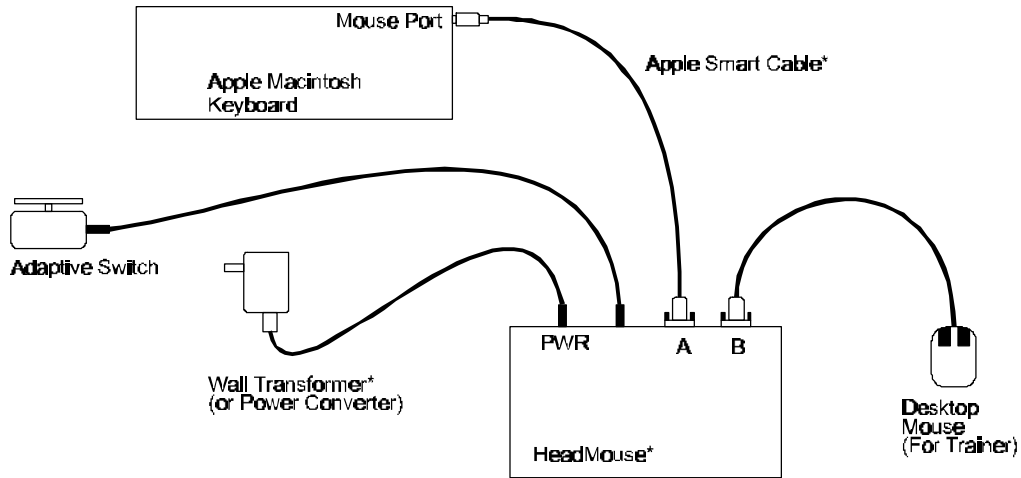 Mouse Port
Apple Macintosh
Keyboard
Apple Smart Cable*
Adaptive Switch
PWR
A
B
Wall Transformer*
(or Power Converter)
HeadMouse*
Desktop
Mouse
(For Trainer)